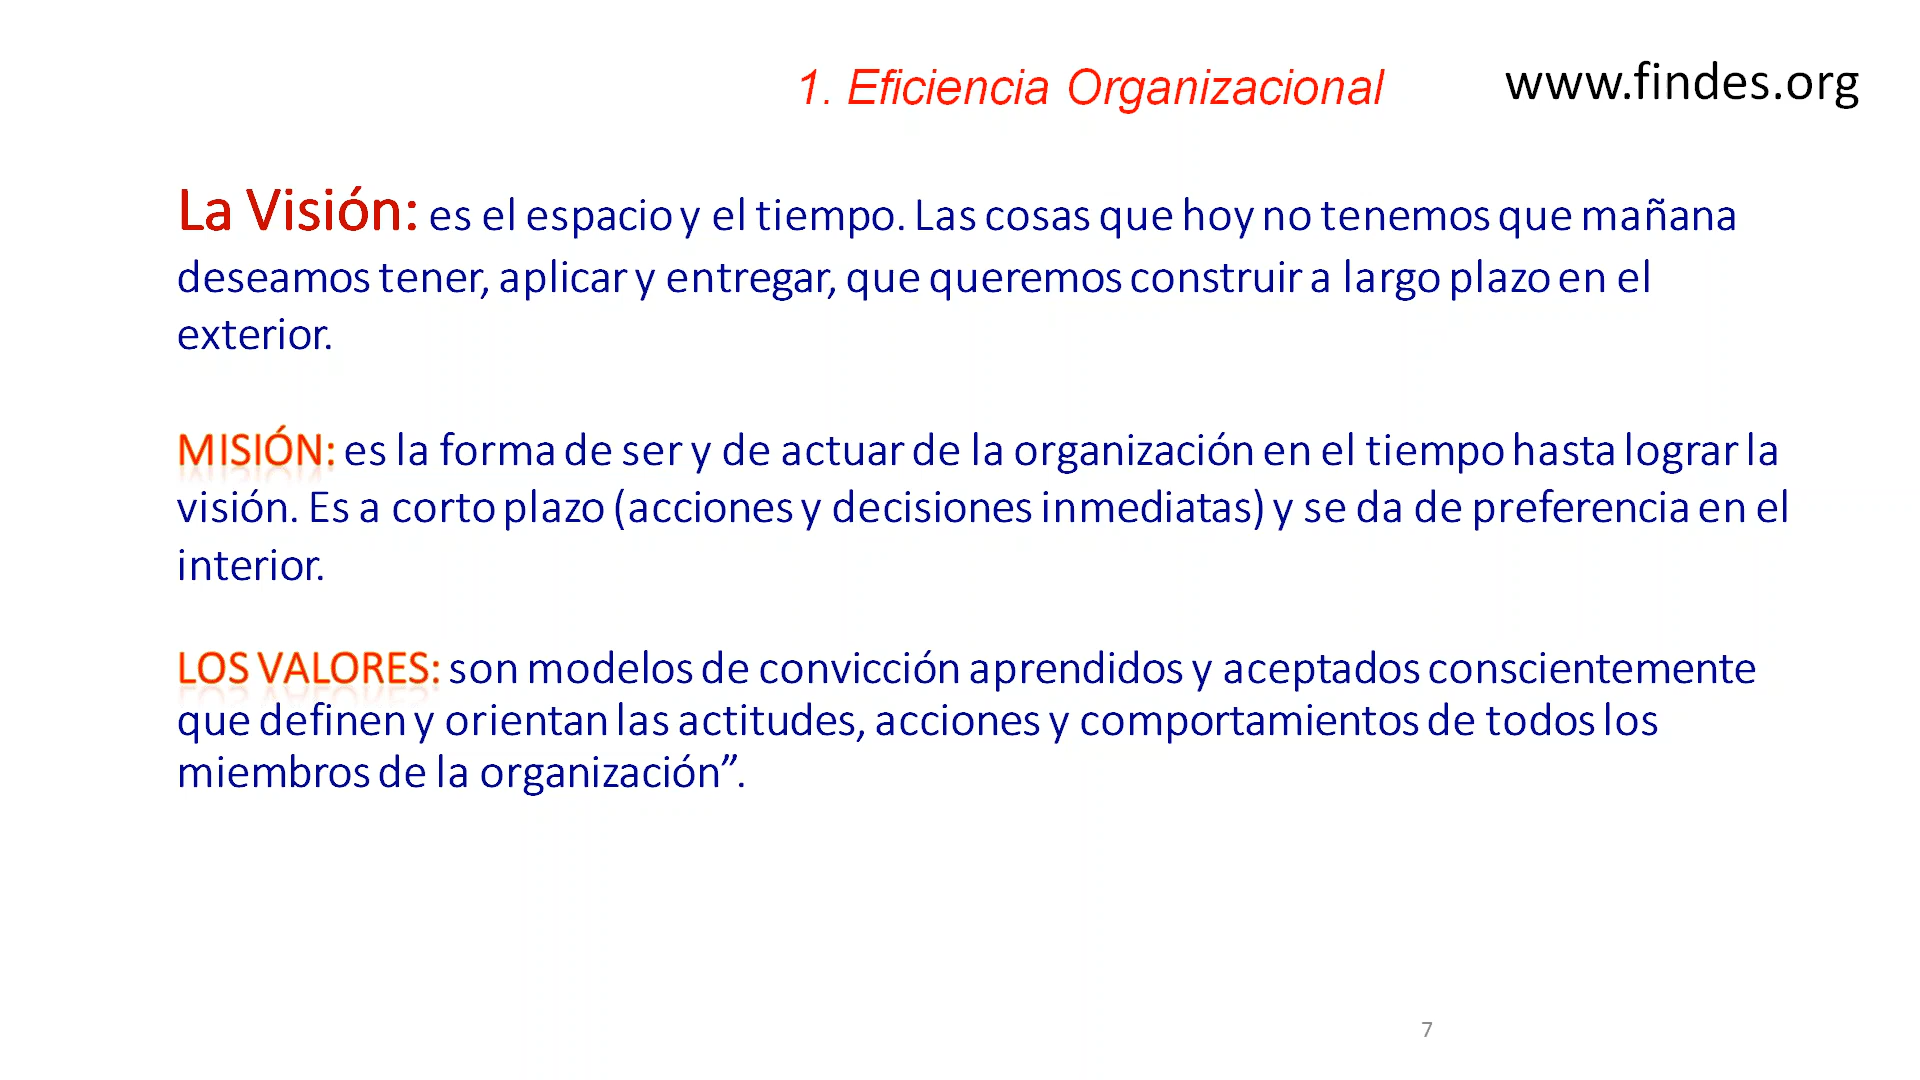 1. Eficiencia Organizacional
www.findes.org
La Visión: es el espacio y el tiempo. Las cosas que hoy no tenemos que mañana
deseamos tener, aplicar y entregar, que queremos construir a largo plazo en el
exterior.
MISIÓN: es la forma de ser y de actuar de la organización en el tiempo hasta lograr la
visión. Es a corto plazo (acciones y decisiones inmediatas) y se da de preferencia en el
interior.
LOS VALORES: son modelos de convicción aprendidos y aceptados conscientemente
que definen y orientan las actitudes, acciones y comportamientos de todos los
miembros de la organización”.
7